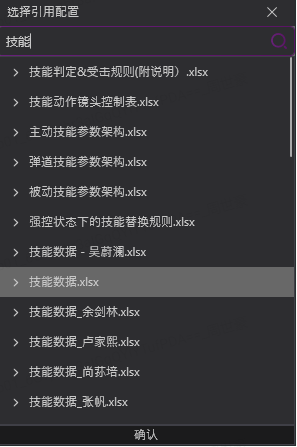 选择引用配置
技能
技能判定&受击规则(附说明）.xlsx
技能动作镜头控制表.xlsx
主动技能参数架构.xlsx
弹道技能参数架构.xlsx
被动技能参数架构.xlsx
强控状态下的技能替换规则.xlsx
技能数据 - 吴蔚澜.xlsx
技能数据.xlsx
技能数据_余剑林.xlsx
技能数据_卢家熙.xlsx
技能数据_尚荪培.xlsx
技能数据_张帆.xlsx
确认